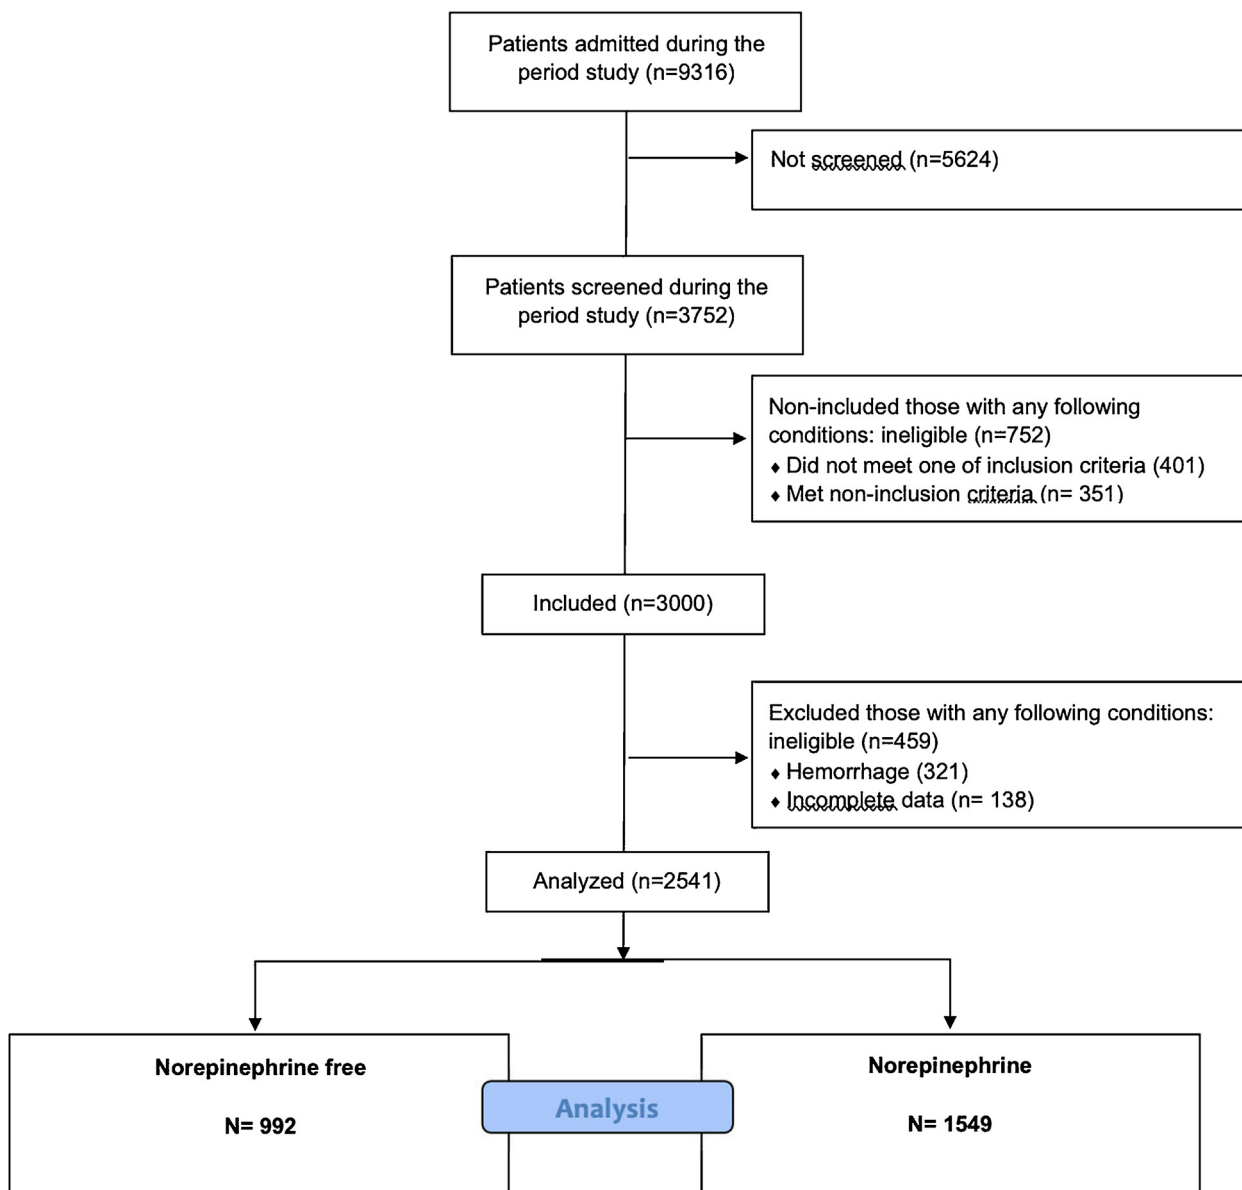 Patients admitted during the
period study (n=9316)
Not screened (n=5624)
Patients screened during the
period study (n=3752)
Non-included those with any following
conditions: ineligible (n=752)
♦ Did not meet one of inclusion criteria (401)
♦ Met non-inclusion criteria (n= 351)
Included (n=3000)
Excluded those with any following conditions:
ineligible (n=459)
♦ Hemorrhage (321)
♦ Incomplete data (n= 138)
Analyzed (n=2541)
Norepinephrine free
N= 992
Analysis
Norepinephrine
N= 1549